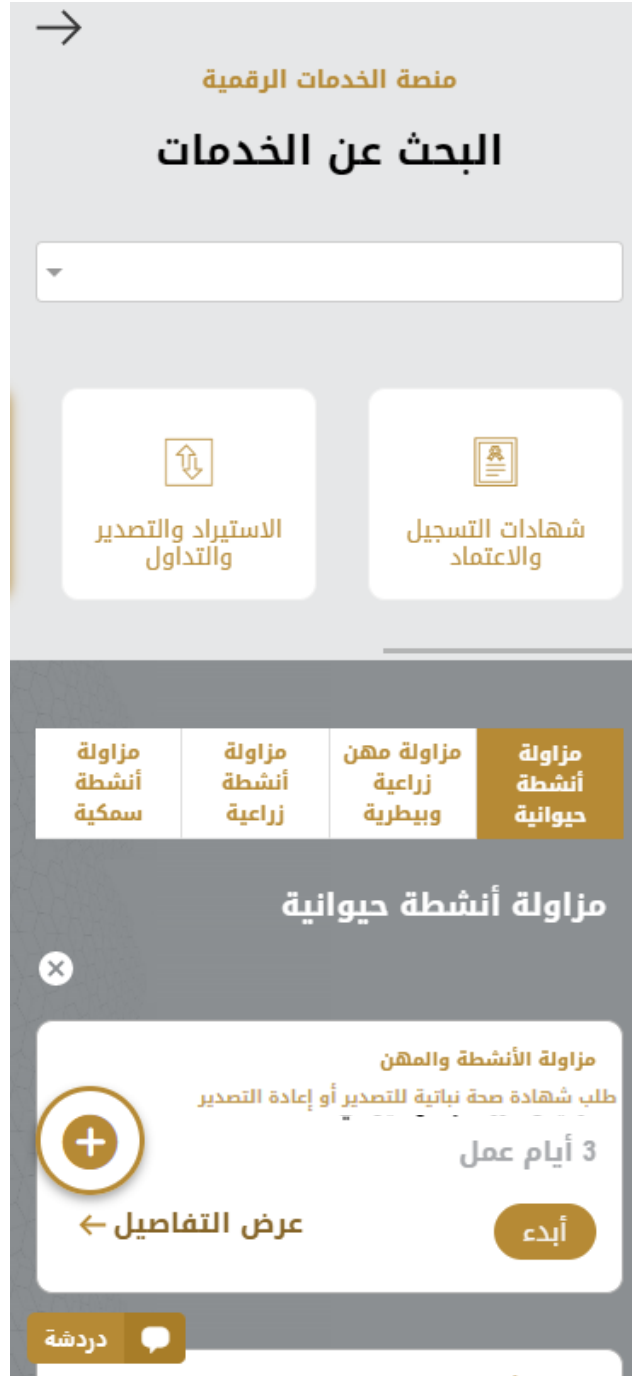 منصة الخدمات الرقمية
البحث عن الخدمات
شهادات التسجيل
والاعتماد
الاستيراد والتصدير
والتداول
مزاولة
أنشطة
حيوانية
مزاولة مهن
زراعية
وبيطرية
مزاولة
أنشطة
زراعية
مزاولة
أنشطة
سمكية
مزاولة أنشطة حيوانية
مزاولة الأنشطة والمهن
طلب شهادة صحة نباتية للتصدير أو إعادة التصدير
3 أيام عمل
أبدء
عرض التفاصيل
دردشة